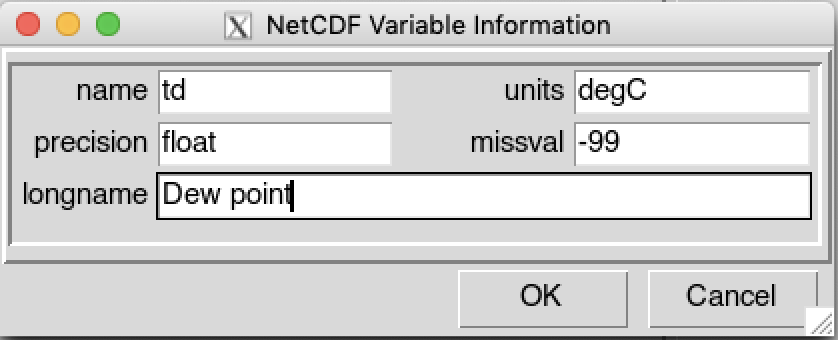 NetCDF Variable Information
name td units degC
precision float missval -99
longname Dew point
OK Cancel